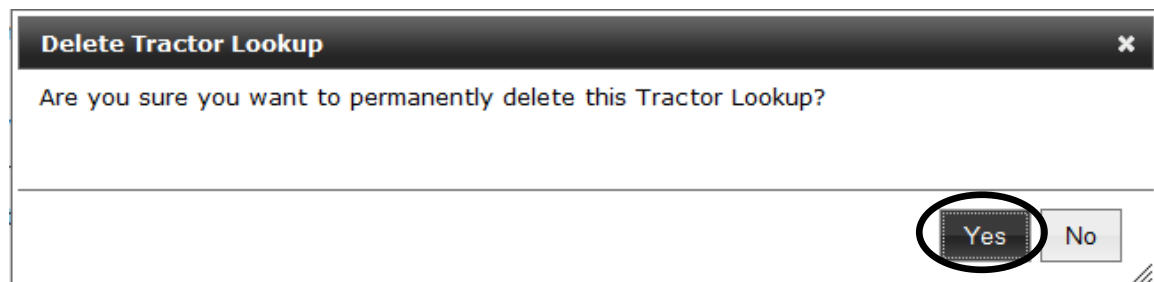 Delete Tractor Lookup
Are you sure you want to permanently delete this Tractor Lookup?
Yes No